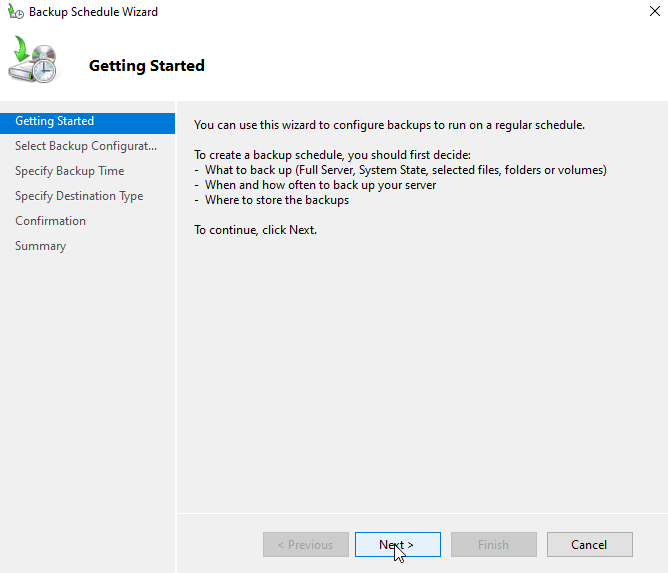 Backup Schedule Wizard
Getting Started
Getting Started
Select Backup Configurat...
Specify Backup Time
Specify Destination Type
Confirmation
Summary
You can use this wizard to configure backups to run on a regular schedule.
To create a backup schedule, you should first decide:
- What to back up (Full Server, System State, selected files, folders or volumes)
- When and how often to back up your server
- Where to store the backups
To continue, click Next.
< Previous
Next >
Finish
Cancel